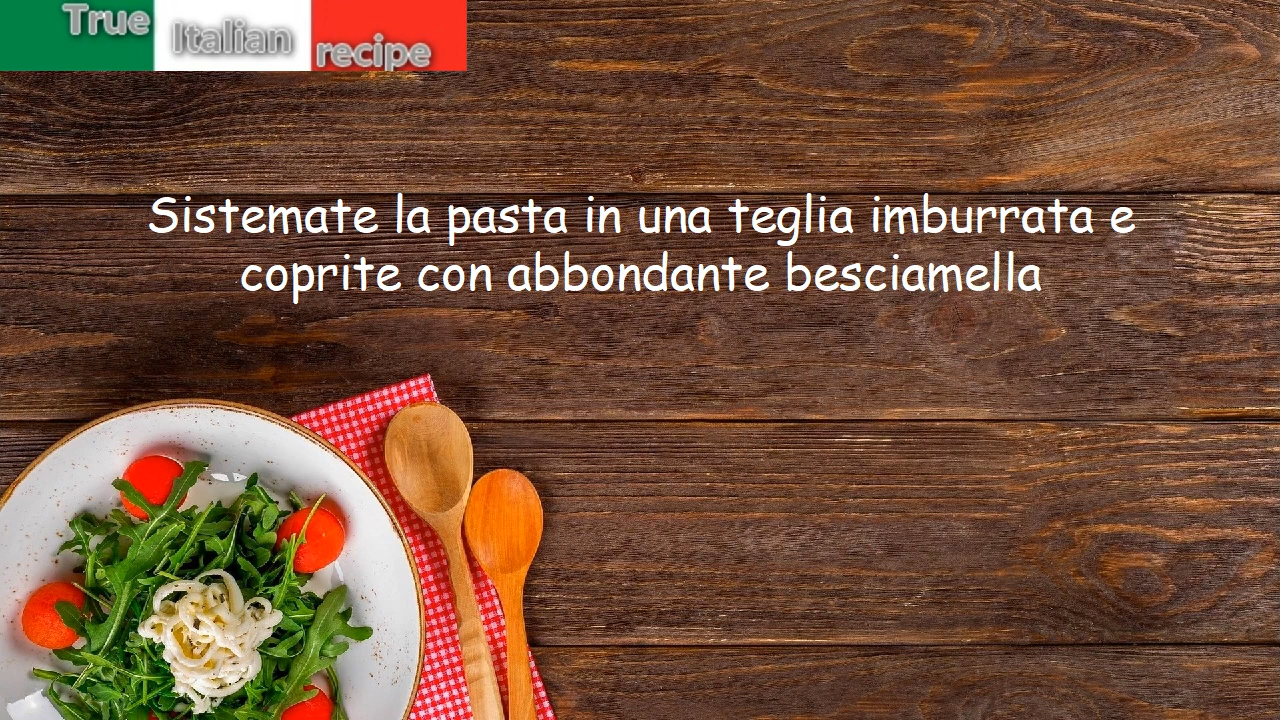 True Italian recipe
Sistemate la pasta in una teglia imburrata e
coprite con abbondante besciamella